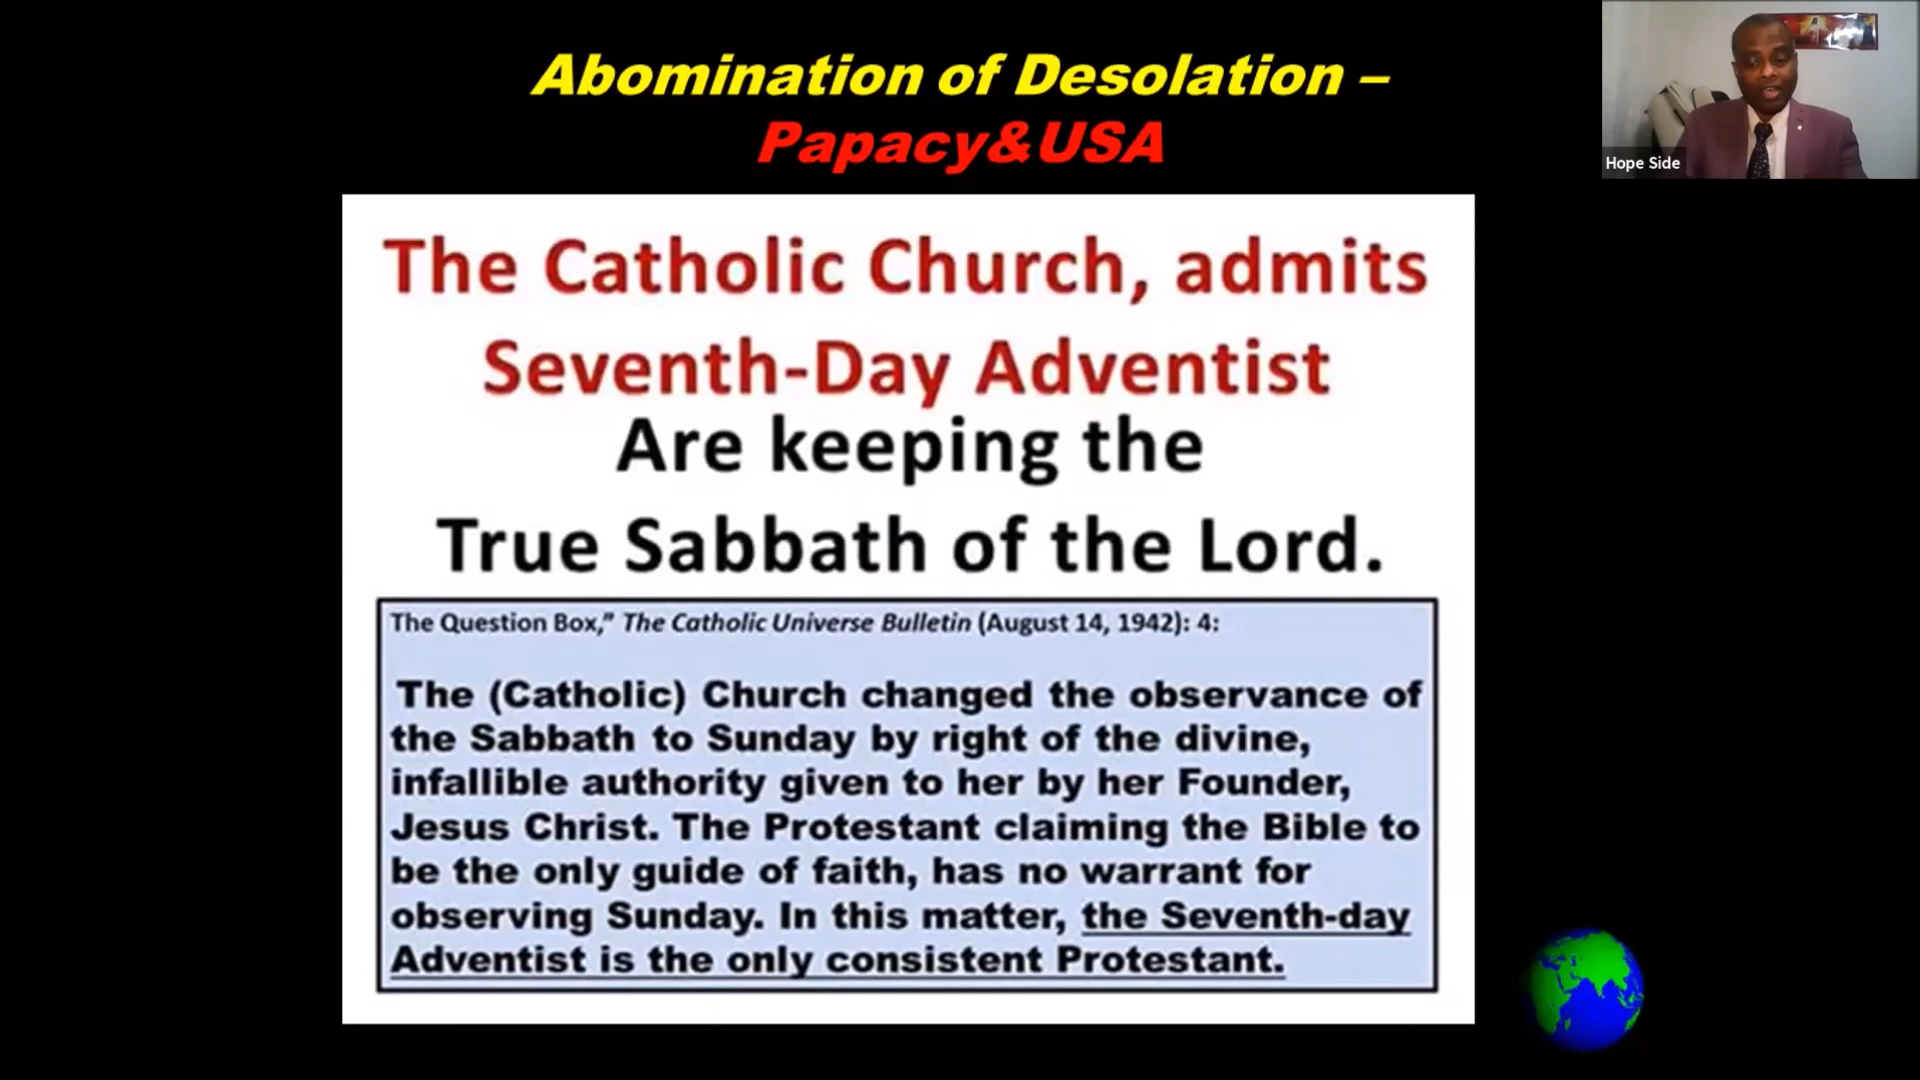 Abomination of Desolation –
Papacy&USA
Hope Side
The Catholic Church, admits
Seventh-Day Adventist
Are keeping the
True Sabbath of the Lord.
The Question Box,” The Catholic Universe Bulletin (August 14, 1942): 4:
The (Catholic) Church changed the observance of
the Sabbath to Sunday by right of the divine,
infallible authority given to her by her Founder,
Jesus Christ. The Protestant claiming the Bible to
be the only guide of faith, has no warrant for
observing Sunday. In this matter, the Seventh-day
Adventist is the only consistent Protestant.